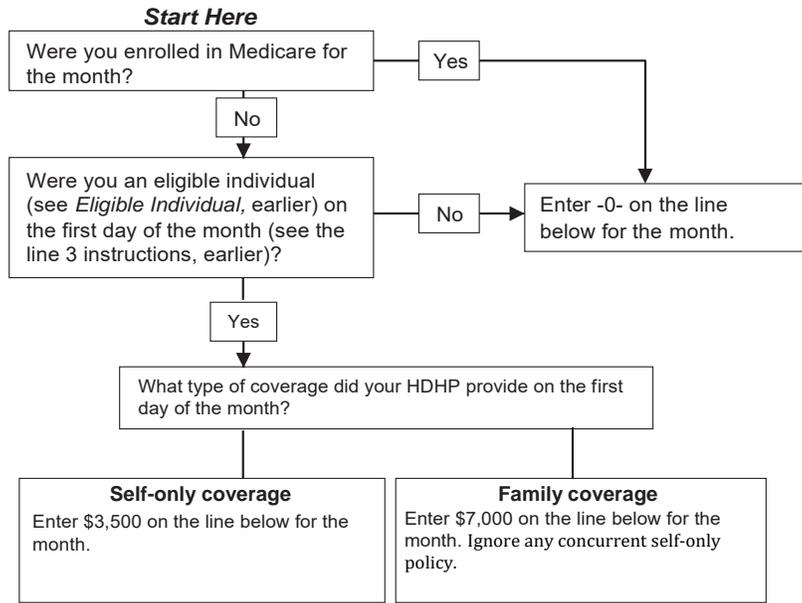 Start Here
Were you enrolled in Medicare for
the month?
Yes
No
Were you an eligible individual
(see Eligible Individual, earlier) on
the first day of the month (see the
line 3 instructions, earlier)?
No
Enter -0- on the line
below for the month.
Yes
What type of coverage did your HDHP provide on the first
day of the month?
Self-only coverage
Enter $3,500 on the line below for the
month.
Family coverage
Enter $7,000 on the line below for the
month. Ignore any concurrent self-only
policy.